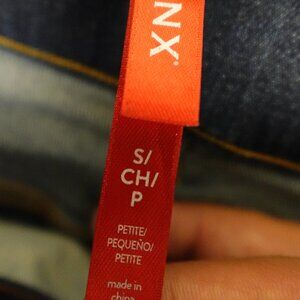 NX
S/
CH/
P
PETITE/
PEQUEÑO/
PETITE
made in
china